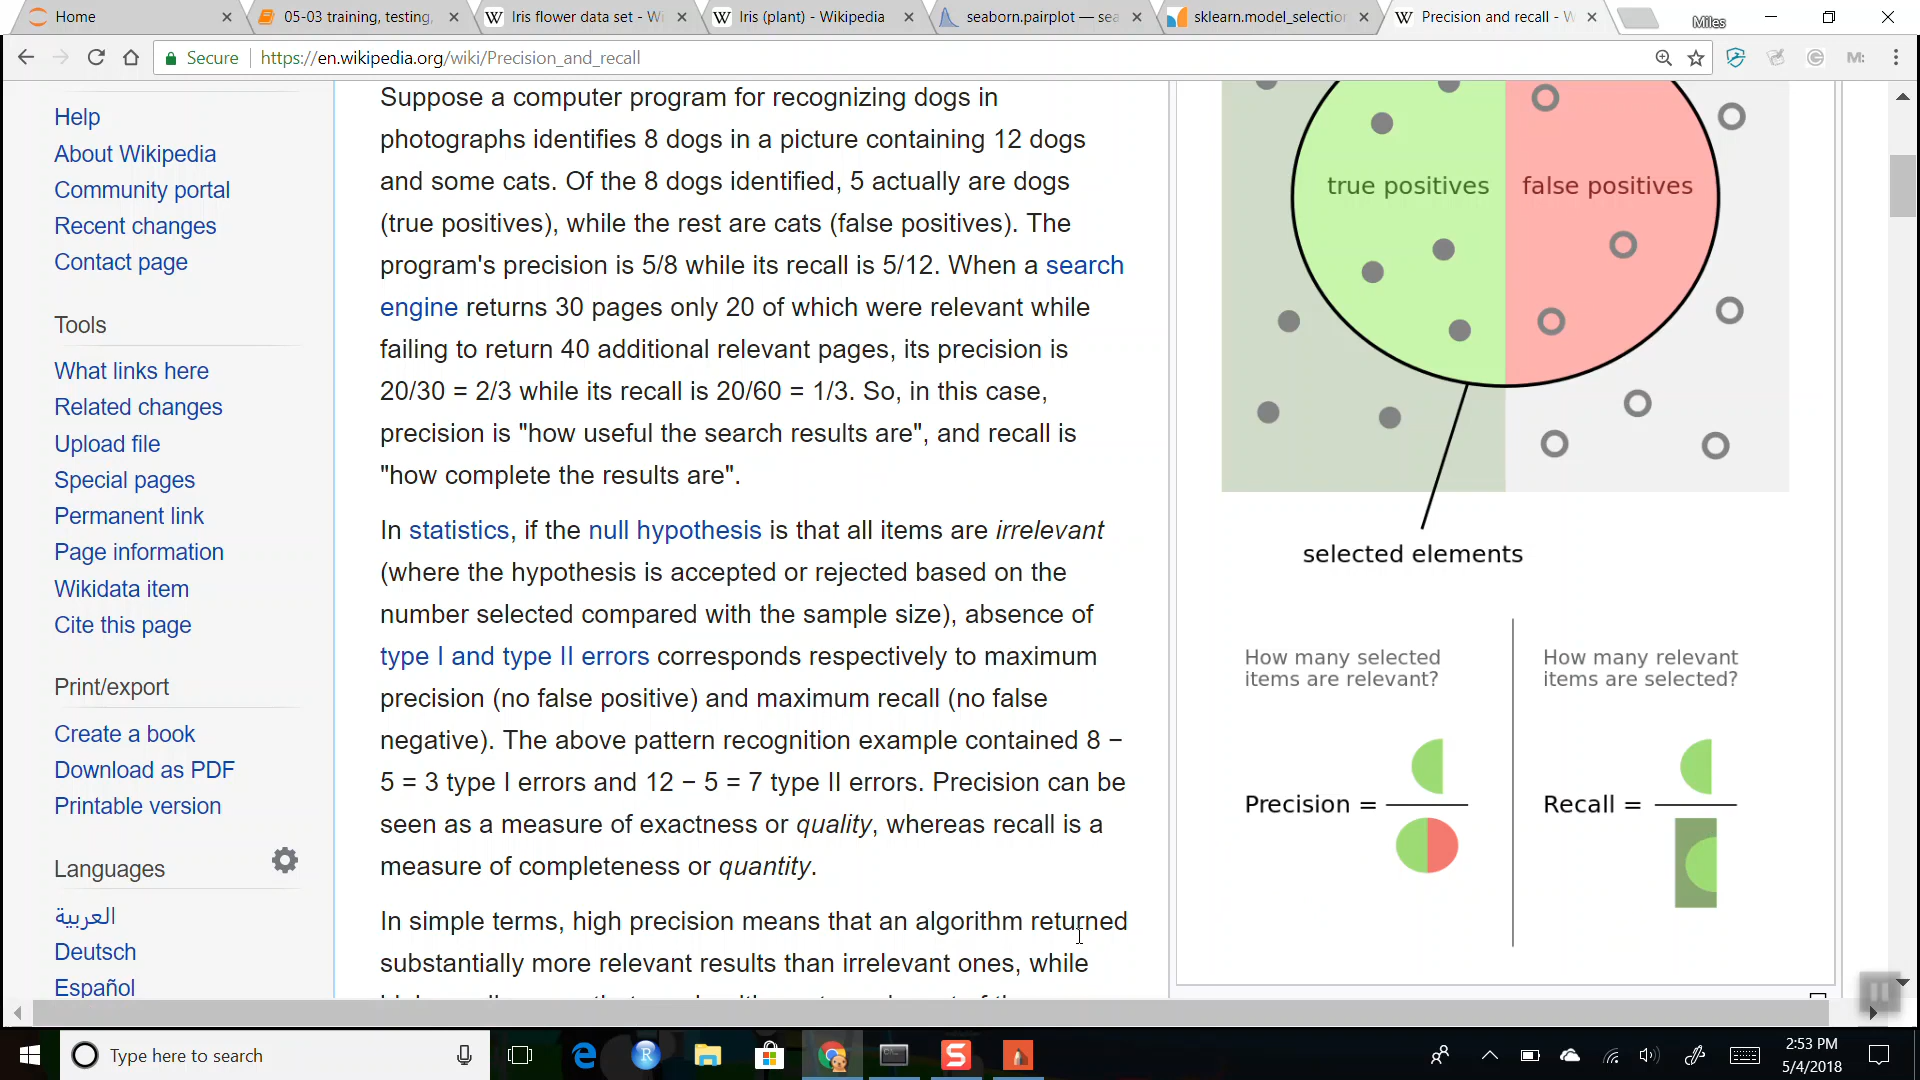 Home
05-03 training, testing,
Iris flower data set - Wi
Iris (plant) - Wikipedia
seaborn.pairplot — sea
sklearn.model_selection
Precision and recall - W
Miles
Secure
https://en.wikipedia.org/wiki/Precision_and_recall
Help
About Wikipedia
Community portal
Recent changes
Contact page
Tools
What links here
Related changes
Upload file
Special pages
Permanent link
Page information
Wikidata item
Cite this page
Print/export
Create a book
Download as PDF
Printable version
Languages
العربية
Deutsch
Español
Suppose a computer program for recognizing dogs in
photographs identifies 8 dogs in a picture containing 12 dogs
and some cats. Of the 8 dogs identified, 5 actually are dogs
(true positives), while the rest are cats (false positives). The
program's precision is 5/8 while its recall is 5/12. When a search
engine returns 30 pages only 20 of which were relevant while
failing to return 40 additional relevant pages, its precision is
20/30 = 2/3 while its recall is 20/60 = 1/3. So, in this case,
precision is "how useful the search results are", and recall is
"how complete the results are".
In statistics, if the null hypothesis is that all items are irrelevant
(where the hypothesis is accepted or rejected based on the
number selected compared with the sample size), absence of
type I and type II errors corresponds respectively to maximum
precision (no false positive) and maximum recall (no false
negative). The above pattern recognition example contained 8 −
5 = 3 type I errors and 12 − 5 = 7 type II errors. Precision can be
seen as a measure of exactness or quality, whereas recall is a
measure of completeness or quantity.
In simple terms, high precision means that an algorithm returned
substantially more relevant results than irrelevant ones, while
true positives
false positives
selected elements
How many selected
items are relevant?
How many relevant
items are selected?
Precision =
Recall =
Type here to search
2:53 PM
5/4/2018